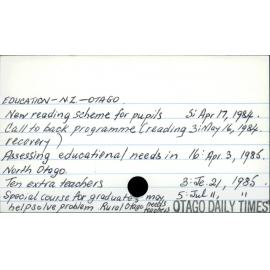 EDUCATION - N.Z. - OTAGO.
New reading scheme for pupils 5: Apr 17, 1984.
Call to back programme (reading 3: May 16, 1984.
recovery)
Assessing educational needs in 16: Apr. 3, 1985.
North Otago.
Ten extra teachers 3: Je. 21, 1985.
Special course for graduates may 5: Jul 11, "
help solve problem Rural Otago needs teachers OTAGO DAILY TIMES